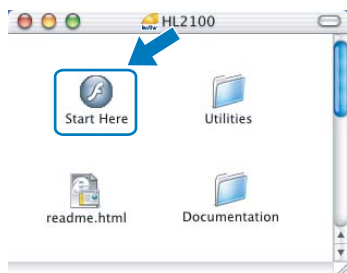 HL2100
Start Here
Utilities
readme.html
Documentation